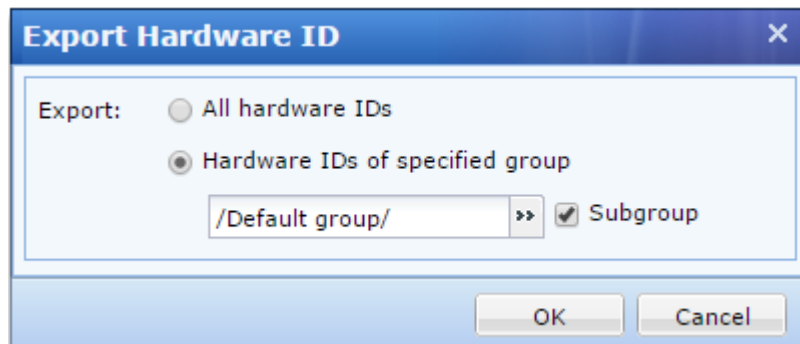 Export Hardware ID
Export: All hardware IDs
Hardware IDs of specified group
/Default group/ Subgroup
OK Cancel